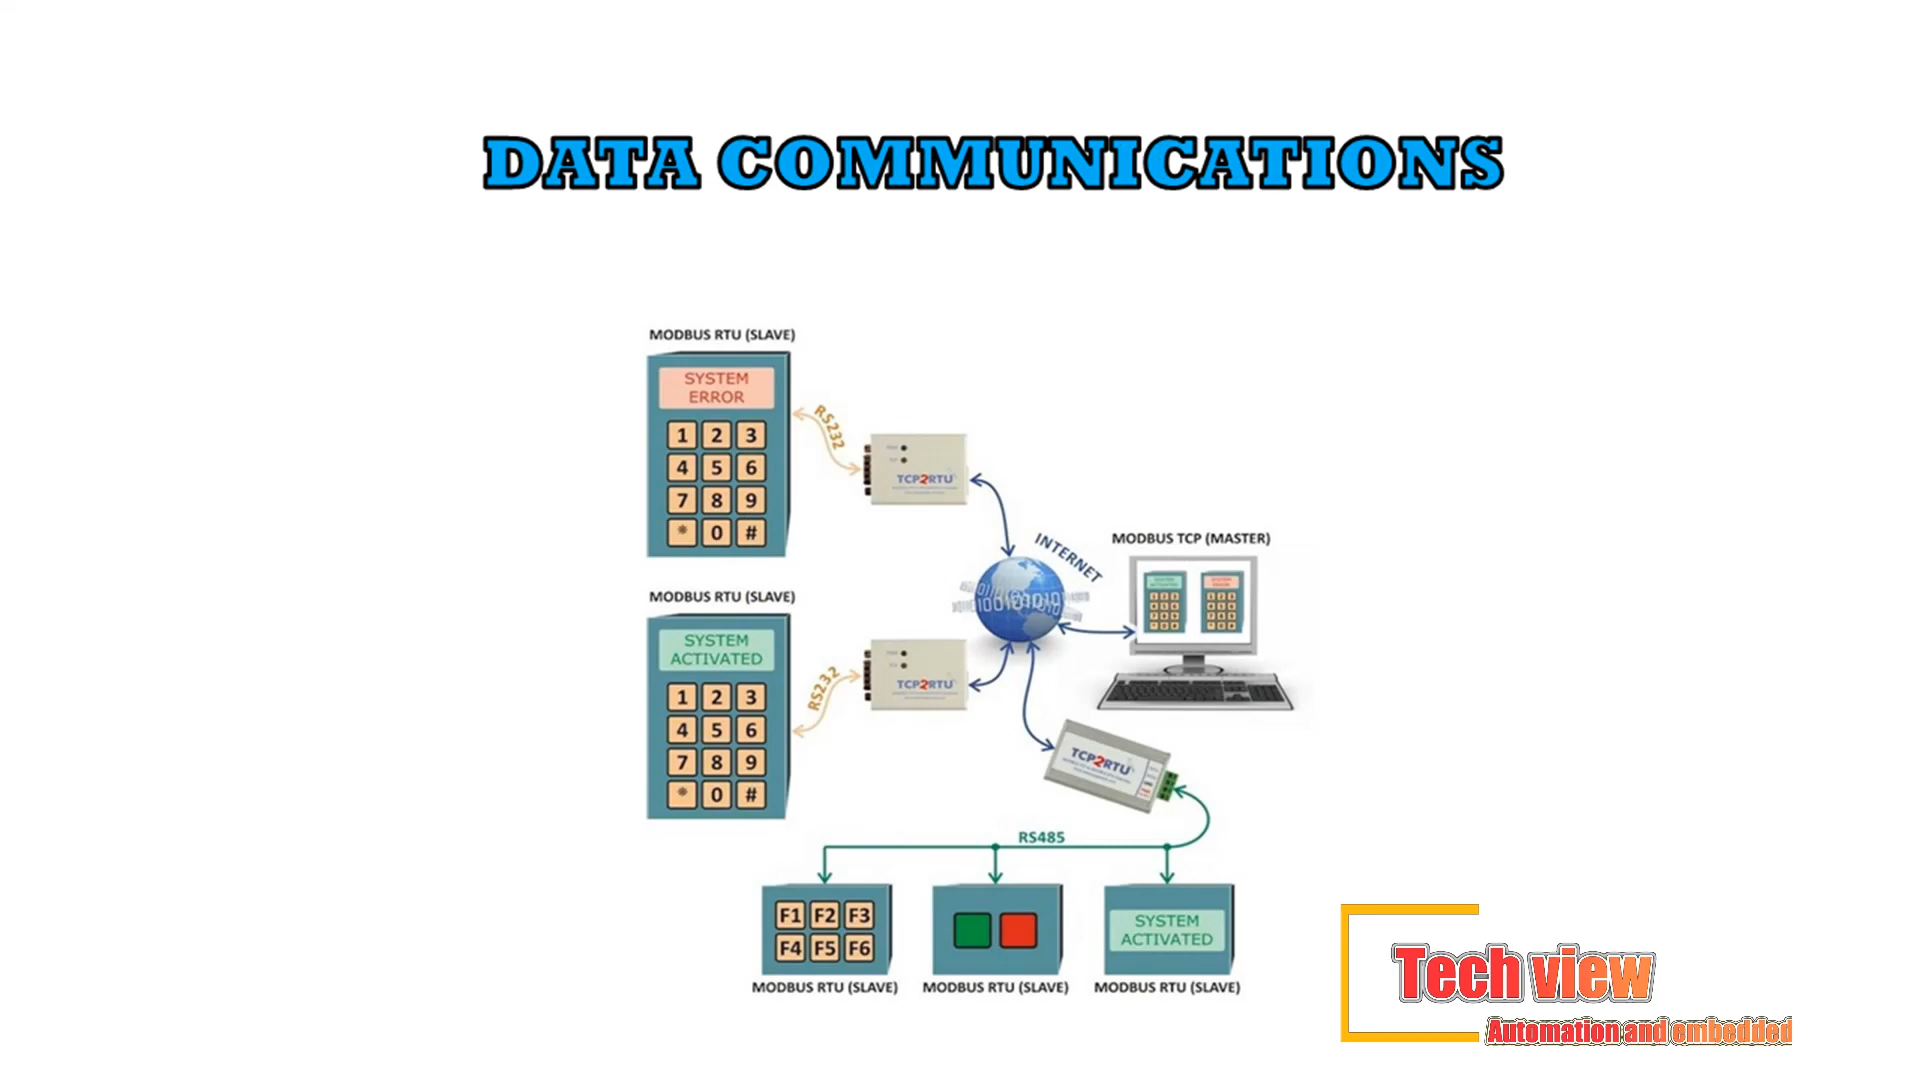 DATA COMMUNICATIONS
MODBUS RTU (SLAVE)
SYSTEM
ERROR
1 2 3
4 5 6
7 8 9
* 0 #
RS232
TCP2RTU
INTERNET
MODBUS TCP (MASTER)
MODBUS RTU (SLAVE)
SYSTEM
ACTIVATED
1 2 3
4 5 6
7 8 9
* 0 #
RS232
TCP2RTU
TCP2RTU
RS485
F1 F2 F3
F4 F5 F6
MODBUS RTU (SLAVE)
MODBUS RTU (SLAVE)
SYSTEM
ACTIVATED
MODBUS RTU (SLAVE)
Tech view
Automation and embedded